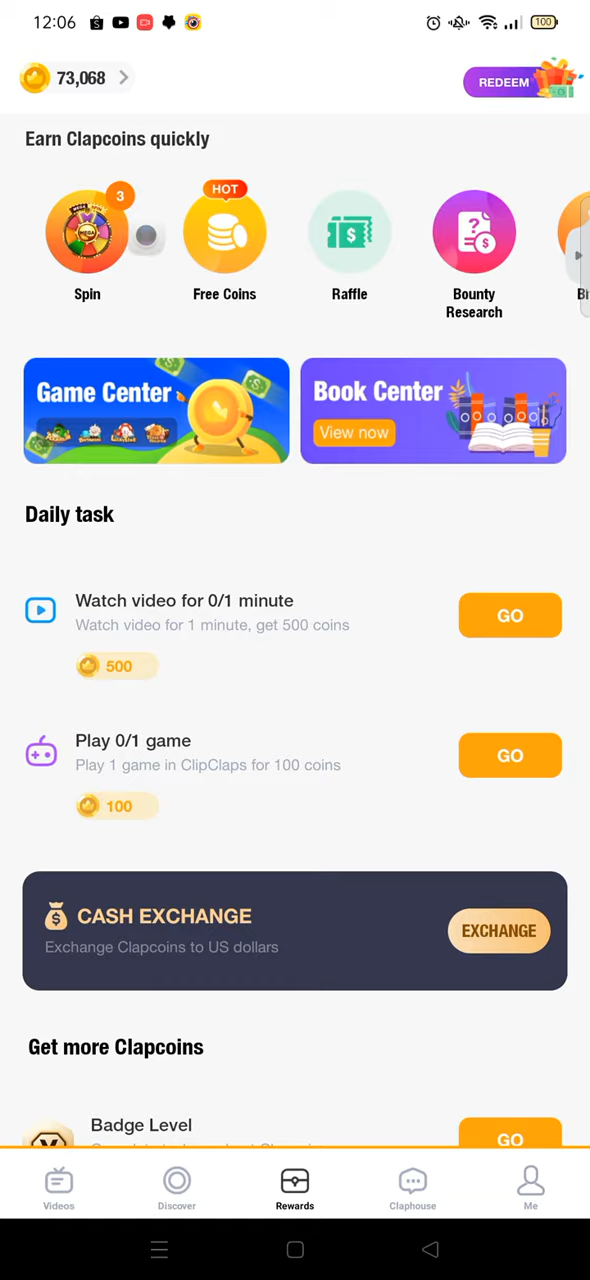 12:06
100
73,068
REDEEM
Earn Clapcoins quickly
3
HOT
Spin
Free Coins
Raffle
Bounty
Research
Game Center
Book Center
View now
Daily task
Watch video for 0/1 minute
Watch video for 1 minute, get 500 coins
GO
500
Play 0/1 game
Play 1 game in ClipClaps for 100 coins
GO
100
CASH EXCHANGE
Exchange Clapcoins to US dollars
EXCHANGE
Get more Clapcoins
Badge Level
GO
Videos
Discover
Rewards
Claphouse
Me